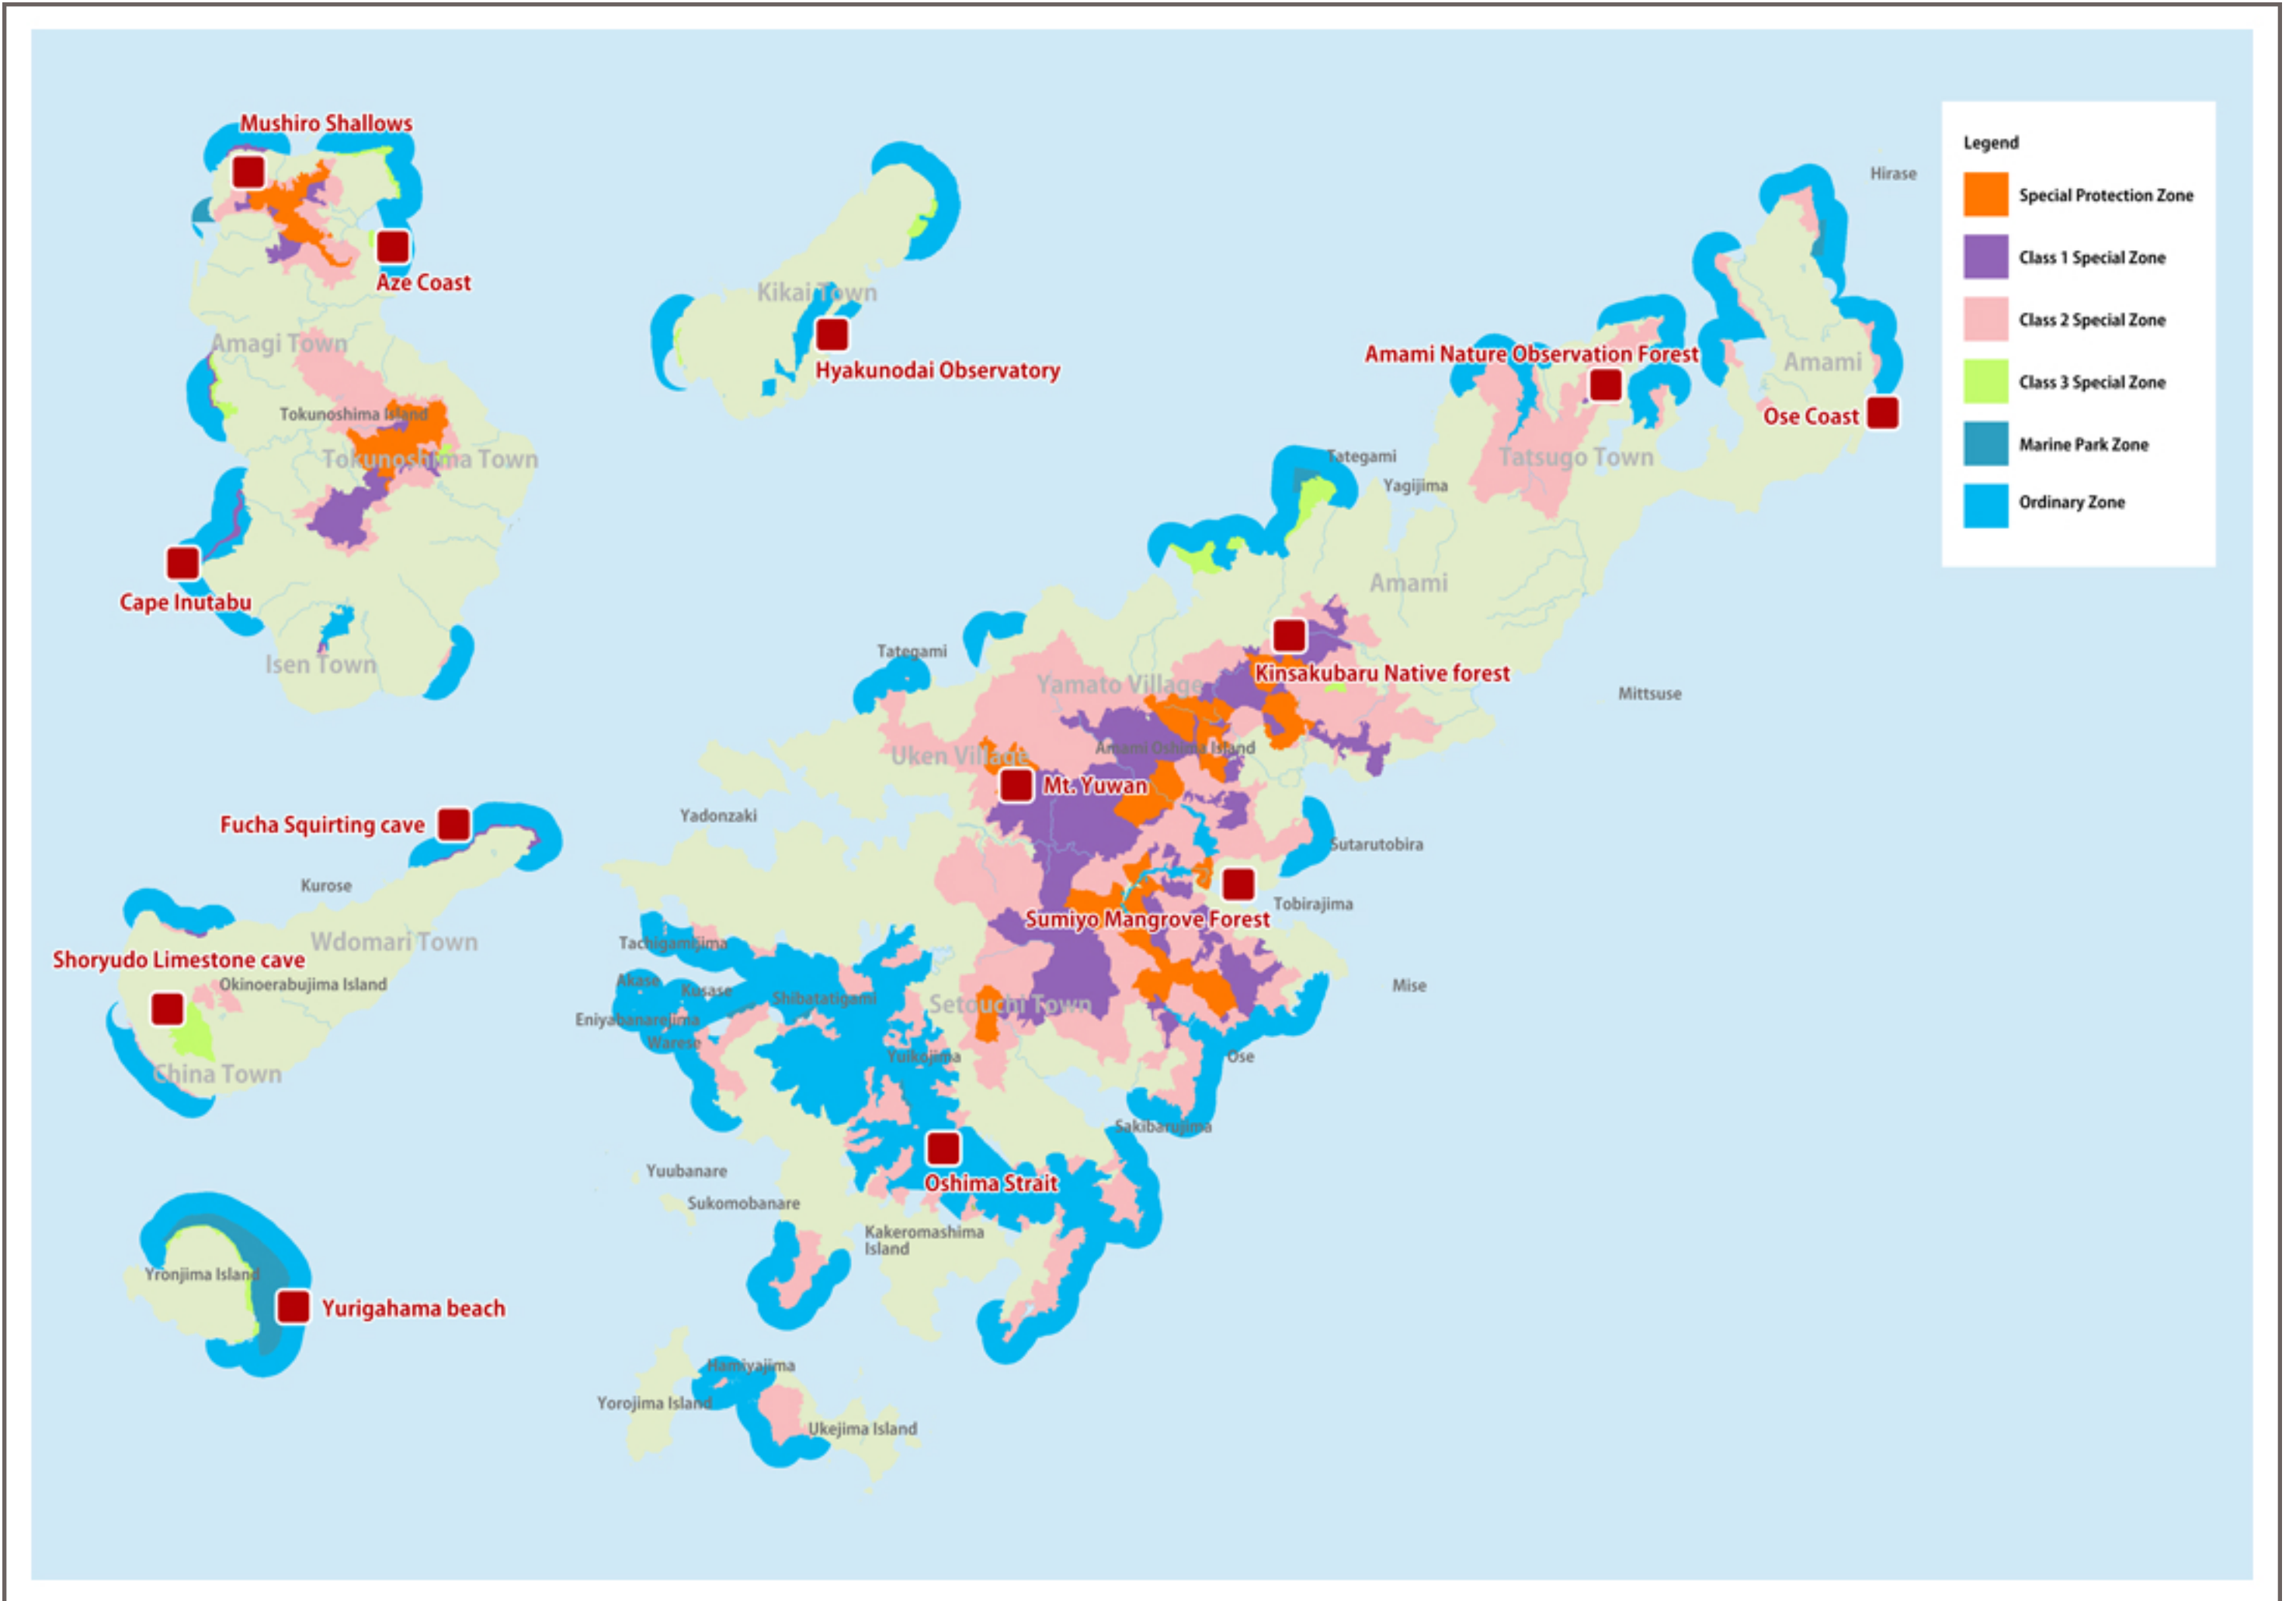 Mushiro Shallows
Aze Coast
Amagi Town
Tokunoshima Island
Tokunoshima Town
Cape Inutabu
Isen Town
Kikai Town
Hyakunodai Observatory
Legend
Special Protection Zone
Class 1 Special Zone
Class 2 Special Zone
Class 3 Special Zone
Marine Park Zone
Ordinary Zone
Hirase
Amami
Amami Nature Observation Forest
Ose Coast
Tatsugo Town
Tategami
Yagijima
Amami
Kinsakubaru Native forest
Mittsuse
Tategami
Yamato Village
Uken Village
Amami Oshima Island
Mt. Yuwan
Yadonzaki
Sutarutobira
Tobirajima
Sumiyo Mangrove Forest
Fucha Squirting cave
Kurose
Wdomari Town
Shoryudo Limestone cave
Okinoerabujima Island
China Town
Tachigamijima
Akase
Kusase
Shibatatigami
Eniyabanarejima
Warese
Setouchi Town
Yuikojima
Mise
Ose
Sakibarujima
Oshima Strait
Yuubanare
Sukomobanare
Kakeromashima
Island
Yronjima Island
Yurigahama beach
Hamiyajima
Yorojima Island
Ukejima Island